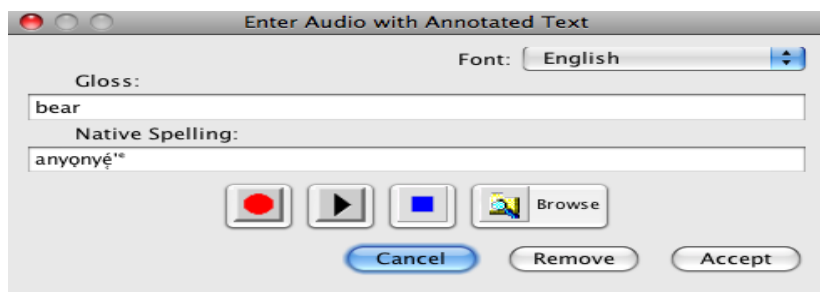 Enter Audio with Annotated Text
Font: English
Gloss:
bear
Native Spelling:
anyǫnyę́'ᵉ
Browse
Cancel Remove Accept